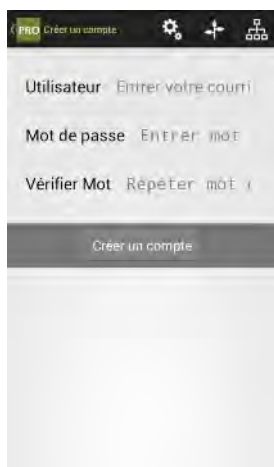 PRO Créer un compte
Utilisateur Entrer votre courri
Mot de passe Entrer mot
Vérifier Mot Répéter mot
Créer un compte